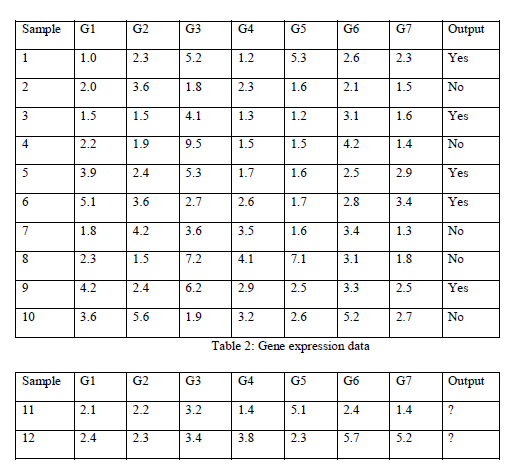 Sample G1 G2 G3 G4 G5 G6 G7 Output
1 1.0 2.3 5.2 1.2 5.3 2.6 2.3 Yes
2 2.0 3.6 1.8 2.3 1.6 2.1 1.5 No
3 1.5 1.5 4.1 1.3 1.2 3.1 1.6 Yes
4 2.2 1.9 9.5 1.5 1.5 4.2 1.4 No
5 3.9 2.4 5.3 1.7 1.6 2.5 2.9 Yes
6 5.1 3.6 2.7 2.6 1.7 2.8 3.4 Yes
7 1.8 4.2 3.6 3.5 1.6 3.4 1.3 No
8 2.3 1.5 7.2 4.1 7.1 3.1 1.8 No
9 4.2 2.4 6.2 2.9 2.5 3.3 2.5 Yes
10 3.6 5.6 1.9 3.2 2.6 5.2 2.7 No
Table 2: Gene expression data
Sample G1 G2 G3 G4 G5 G6 G7 Output
11 2.1 2.2 3.2 1.4 5.1 2.4 1.4 ?
12 2.4 2.3 3.4 3.8 2.3 5.7 5.2 ?